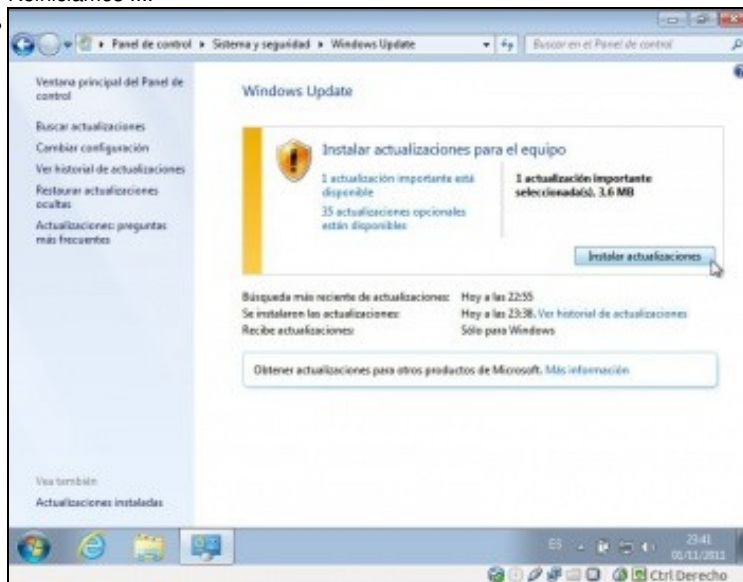 Reiniciamos ....
Panel de control ▸ Sistema y seguridad ▸ Windows Update
Buscar en el Panel de control
Ventana principal del Panel de
control
Buscar actualizaciones
Cambiar configuración
Ver historial de actualizaciones
Restaurar actualizaciones
ocultas
Actualizaciones: preguntas
más frecuentes
Windows Update
Instalar actualizaciones para el equipo
1 actualización importante está
disponible
35 actualizaciones opcionales
están disponibles
1 actualización importante
seleccionada(s), 3,6 MB
Instalar actualizaciones
Búsqueda más reciente de actualizaciones: Hoy a las 22:55
Se instalaron las actualizaciones: Hoy a las 23:38. Ver historial de actualizaciones
Recibe actualizaciones: Sólo para Windows
Obtener actualizaciones para otros productos de Microsoft. Más información
Vea también
Actualizaciones instaladas
ES
23:41
01/11/2011
Ctrl Derecho